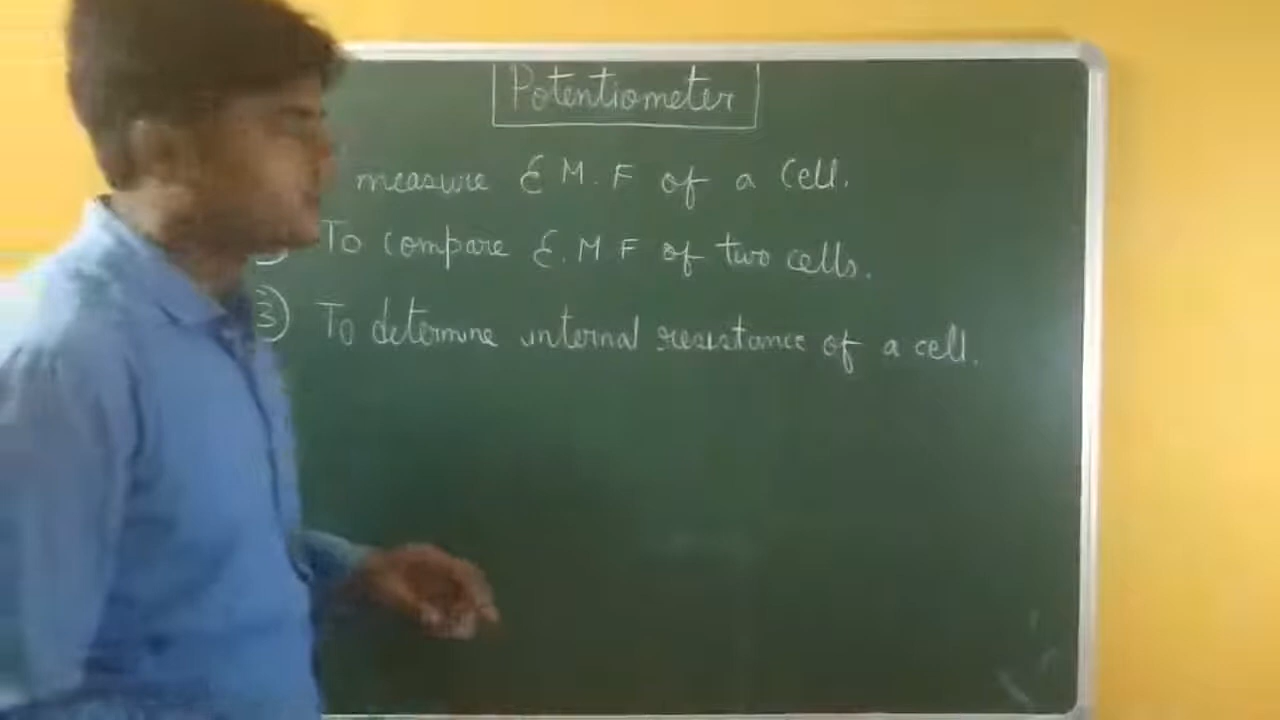 Potentiometer
measure E M.F of a cell.
To compare E.M F of two cells.
3) To determine internal resistance of a cell.